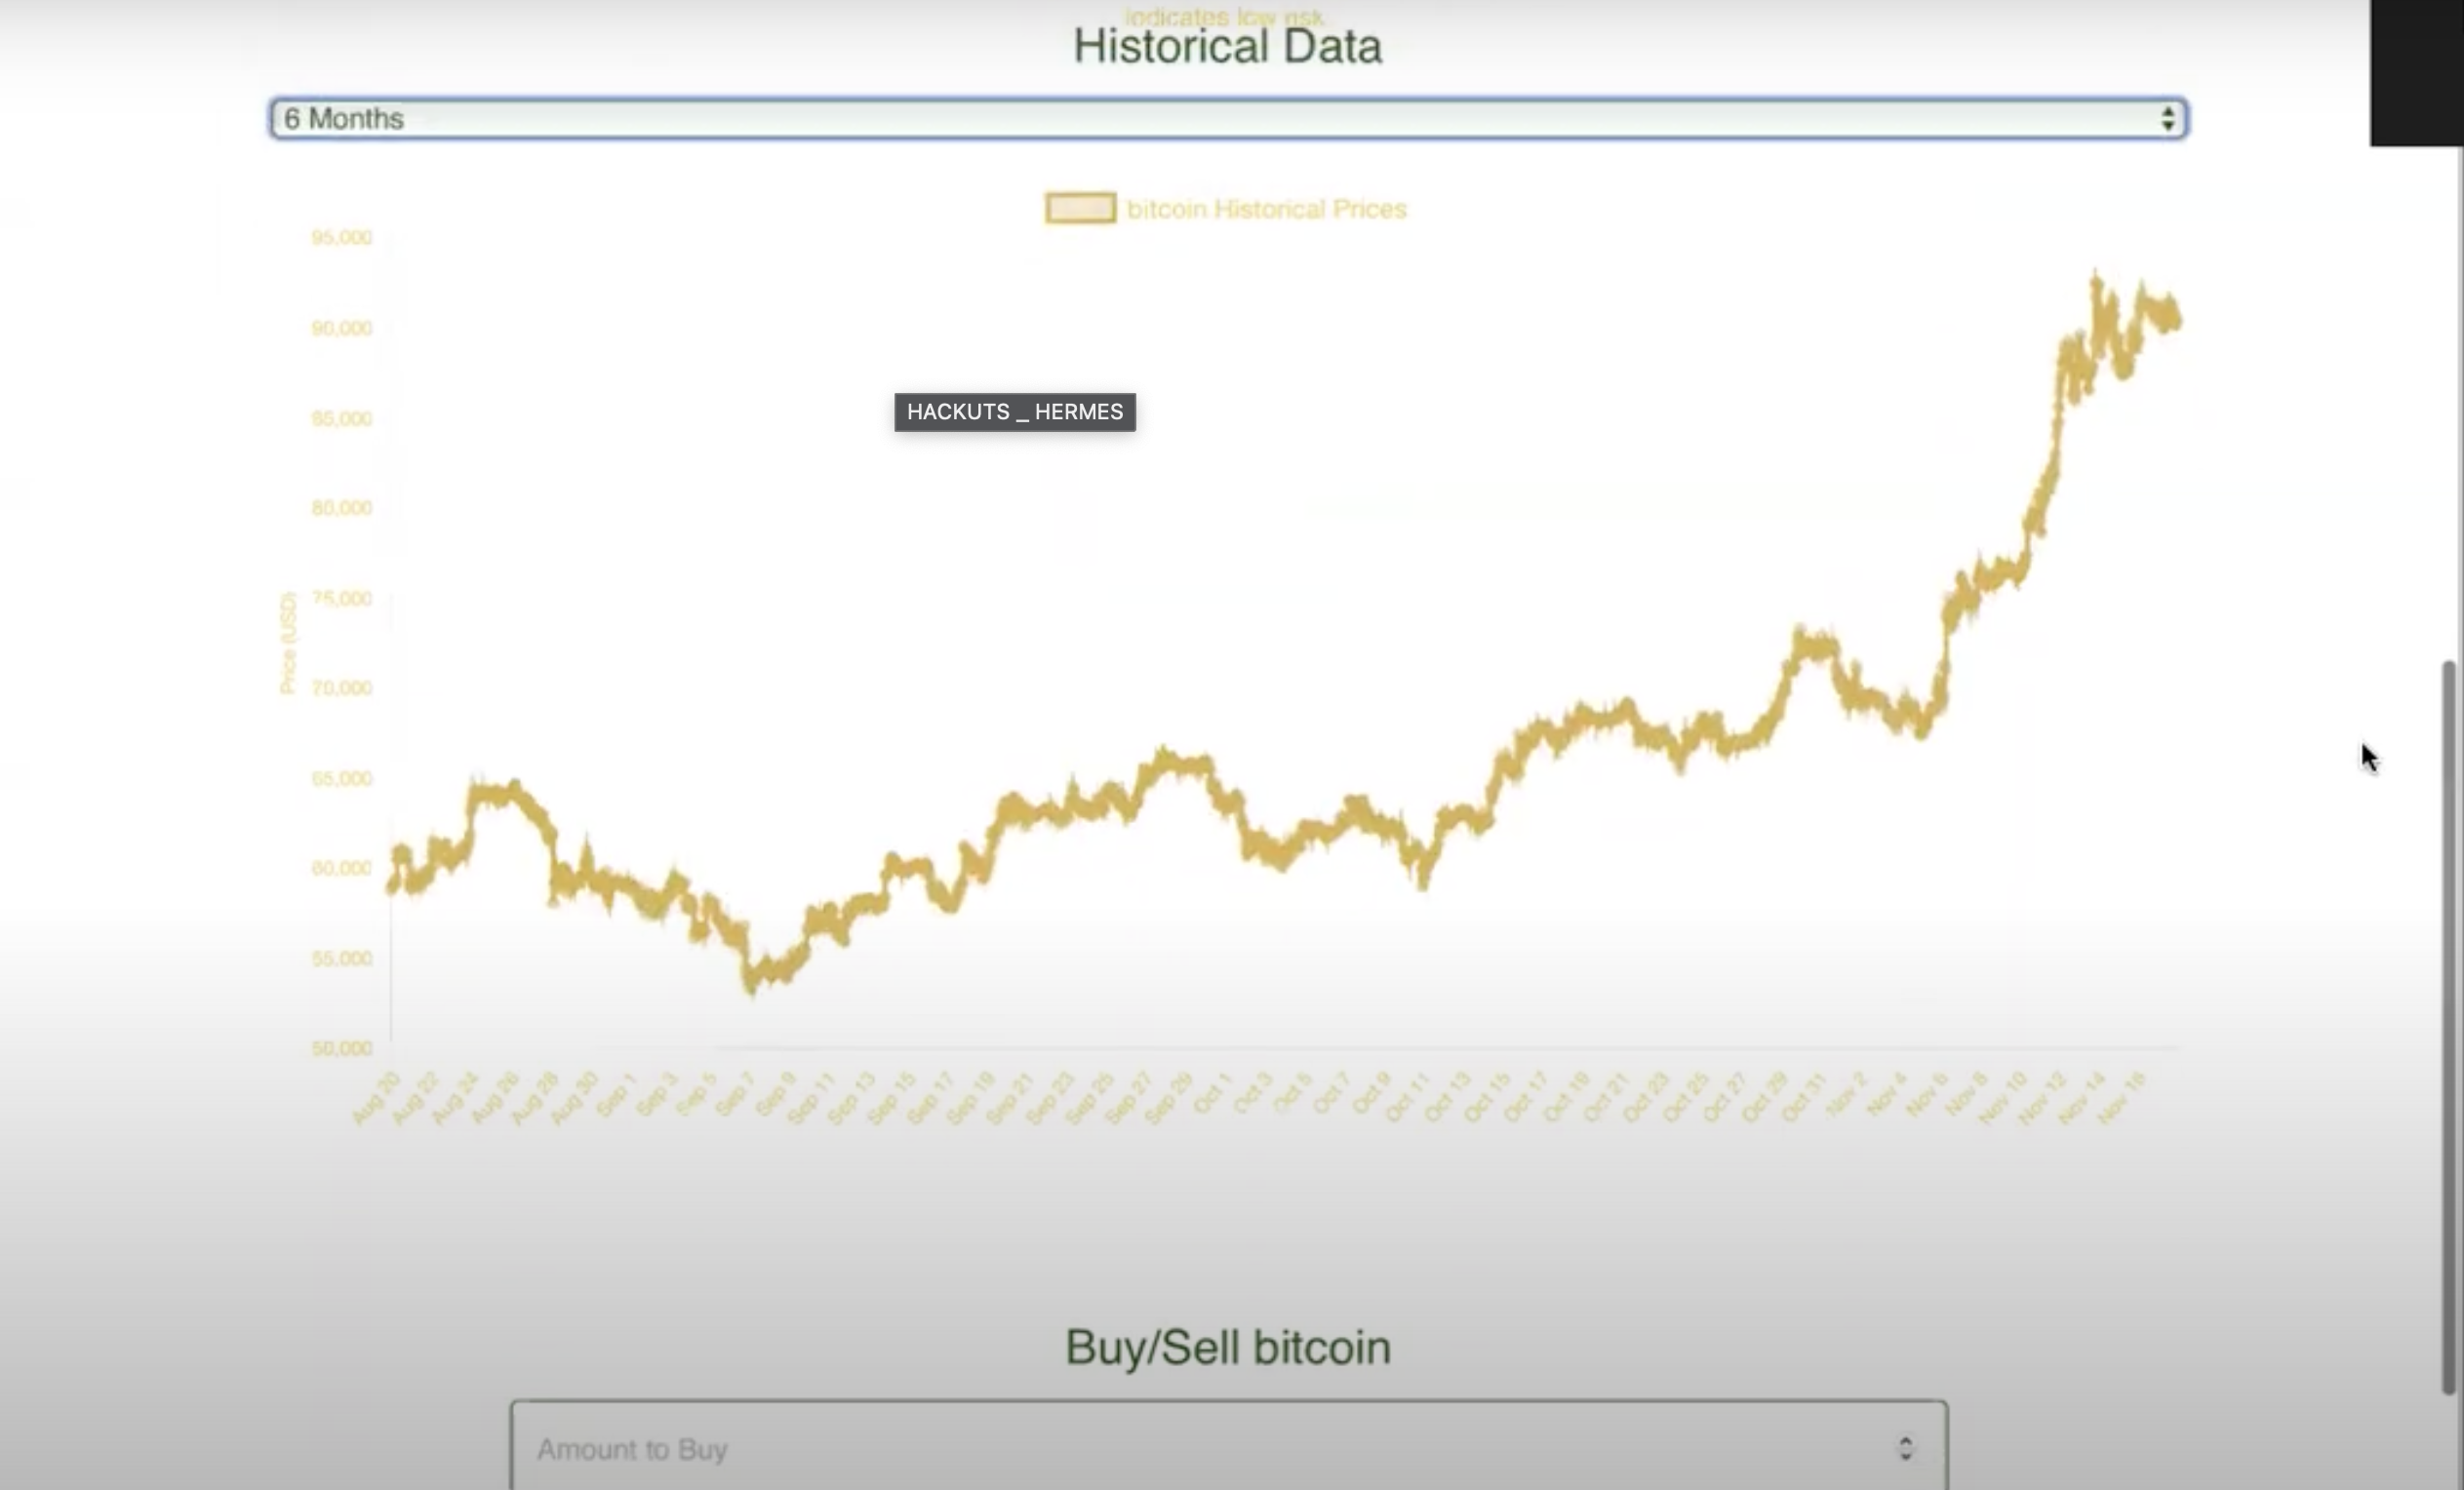 indicates low risk.
Historical Data
6 Months
bitcoin Historical Prices
95,000
90,000
85,000
HACKUTS _ HERMES
80,000
75,000
Price (USD)
70,000
65,000
60,000
55,000
50,000
Aug 20
Aug 22
Aug 24
Aug 26
Aug 28
Aug 30
Sep 1
Sep 3
Sep 5
Sep 7
Sep 9
Sep 11
Sep 13
Sep 15
Sep 17
Sep 19
Sep 21
Sep 23
Sep 25
Sep 27
Sep 29
Oct 1
Oct 3
Oct 5
Oct 7
Oct 9
Oct 11
Oct 13
Oct 15
Oct 17
Oct 19
Oct 21
Oct 23
Oct 25
Oct 27
Oct 29
Oct 31
Nov 2
Nov 4
Nov 6
Nov 8
Nov 10
Nov 12
Nov 14
Nov 16
Buy/Sell bitcoin
Amount to Buy